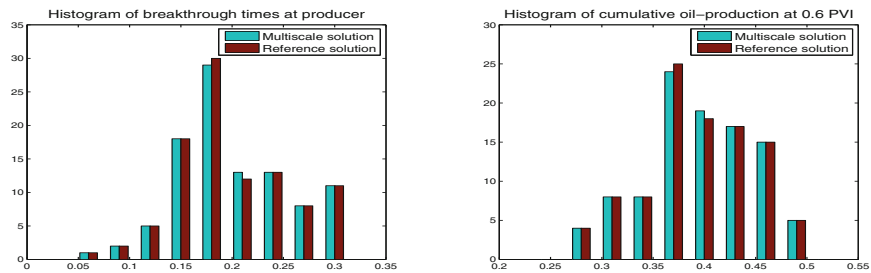 Histogram of breakthrough times at producer
35
30
25
20
15
10
5
0
0 0.05 0.1 0.15 0.2 0.25 0.3 0.35
Multiscale solution
Reference solution
Histogram of cumulative oil−production at 0.6 PVI
30
25
20
15
10
5
0
0.2 0.25 0.3 0.35 0.4 0.45 0.5 0.55
Multiscale solution
Reference solution